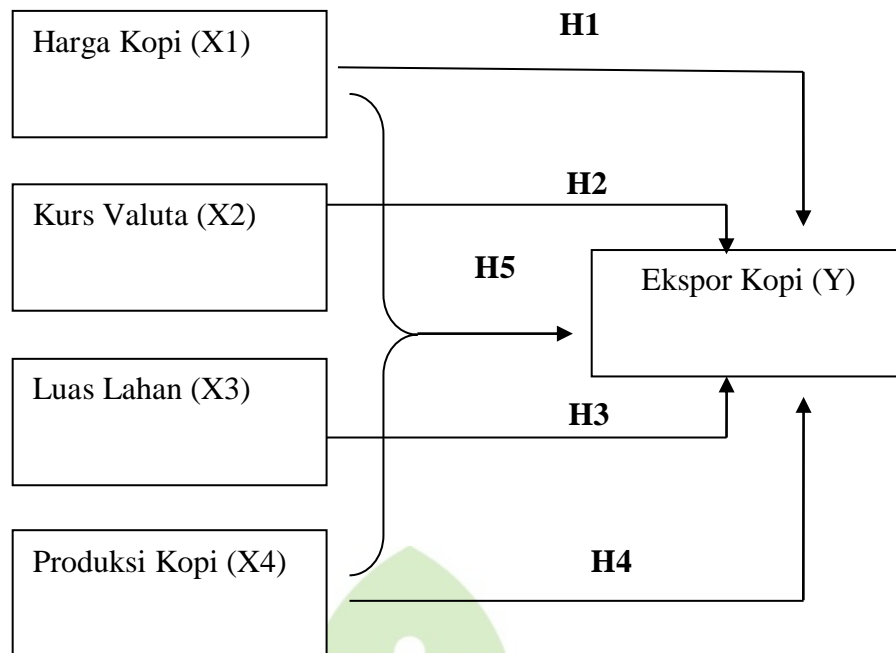 H1
Harga Kopi (X1)
H2
Kurs Valuta (X2)
H5
Ekspor Kopi (Y)
Luas Lahan (X3)
H3
Produksi Kopi (X4)
H4